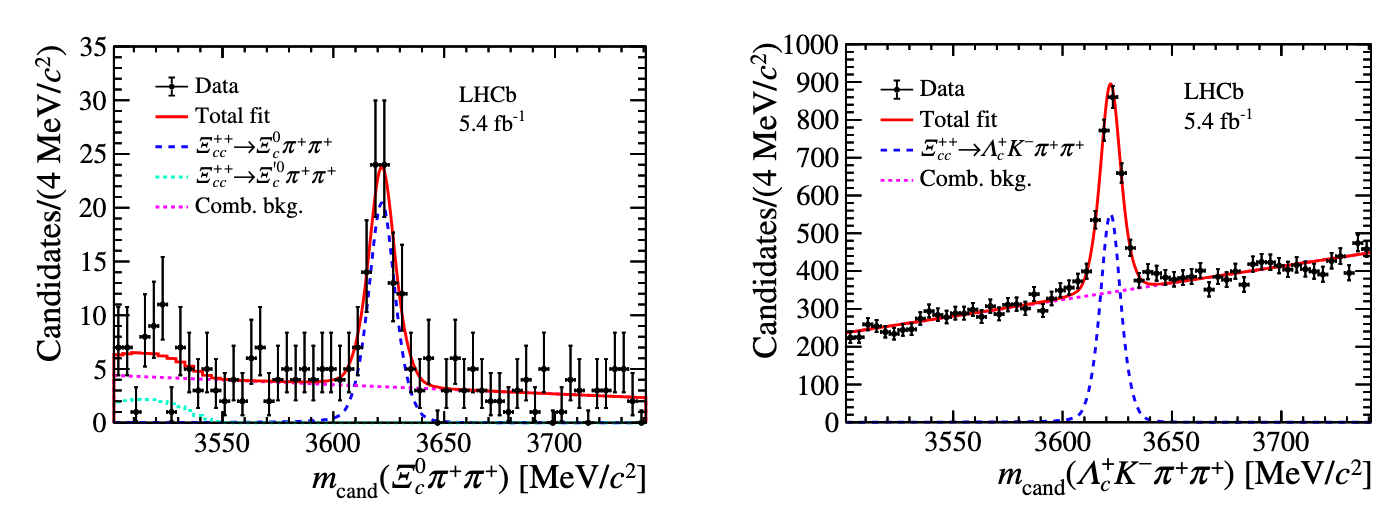 35
30
25
20
15
10
5
0
Candidates/(4 MeV/c²)
Data
Total fit
Ξcc⁺⁺→Ξc⁰π⁺π⁺
Ξcc⁺⁺→Ξc′⁰π⁺π⁺
Comb. bkg.
LHCb
5.4 fb⁻¹
3550 3600 3650 3700
mcand(Ξc⁰π⁺π⁺) [MeV/c²]
1000
900
800
700
600
500
400
300
200
100
0
Candidates/(4 MeV/c²)
Data
Total fit
Ξcc⁺⁺→Λc⁺K⁻π⁺π⁺
Comb. bkg.
LHCb
5.4 fb⁻¹
3550 3600 3650 3700
mcand(Λc⁺K⁻π⁺π⁺) [MeV/c²]